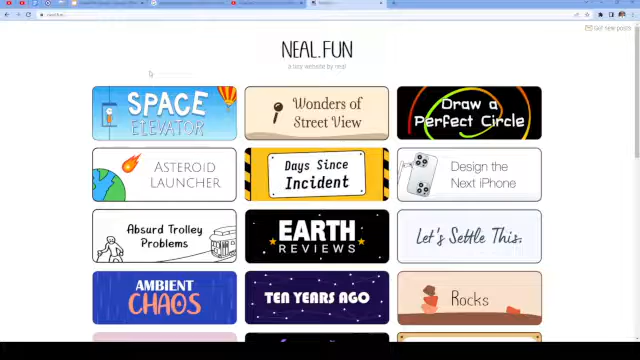 Get new posts
NEAL.FUN
a tiny website by neal
SPACE
ELEVATOR
Wonders of
Street View
Draw a
Perfect Circle
ASTEROID
LAUNCHER
Days Since
Incident
Design the
Next iPhone
Absurd Trolley
Problems
EARTH
REVIEWS
Let's Settle This.
AMBIENT
CHAOS
TEN YEARS AGO
Rocks